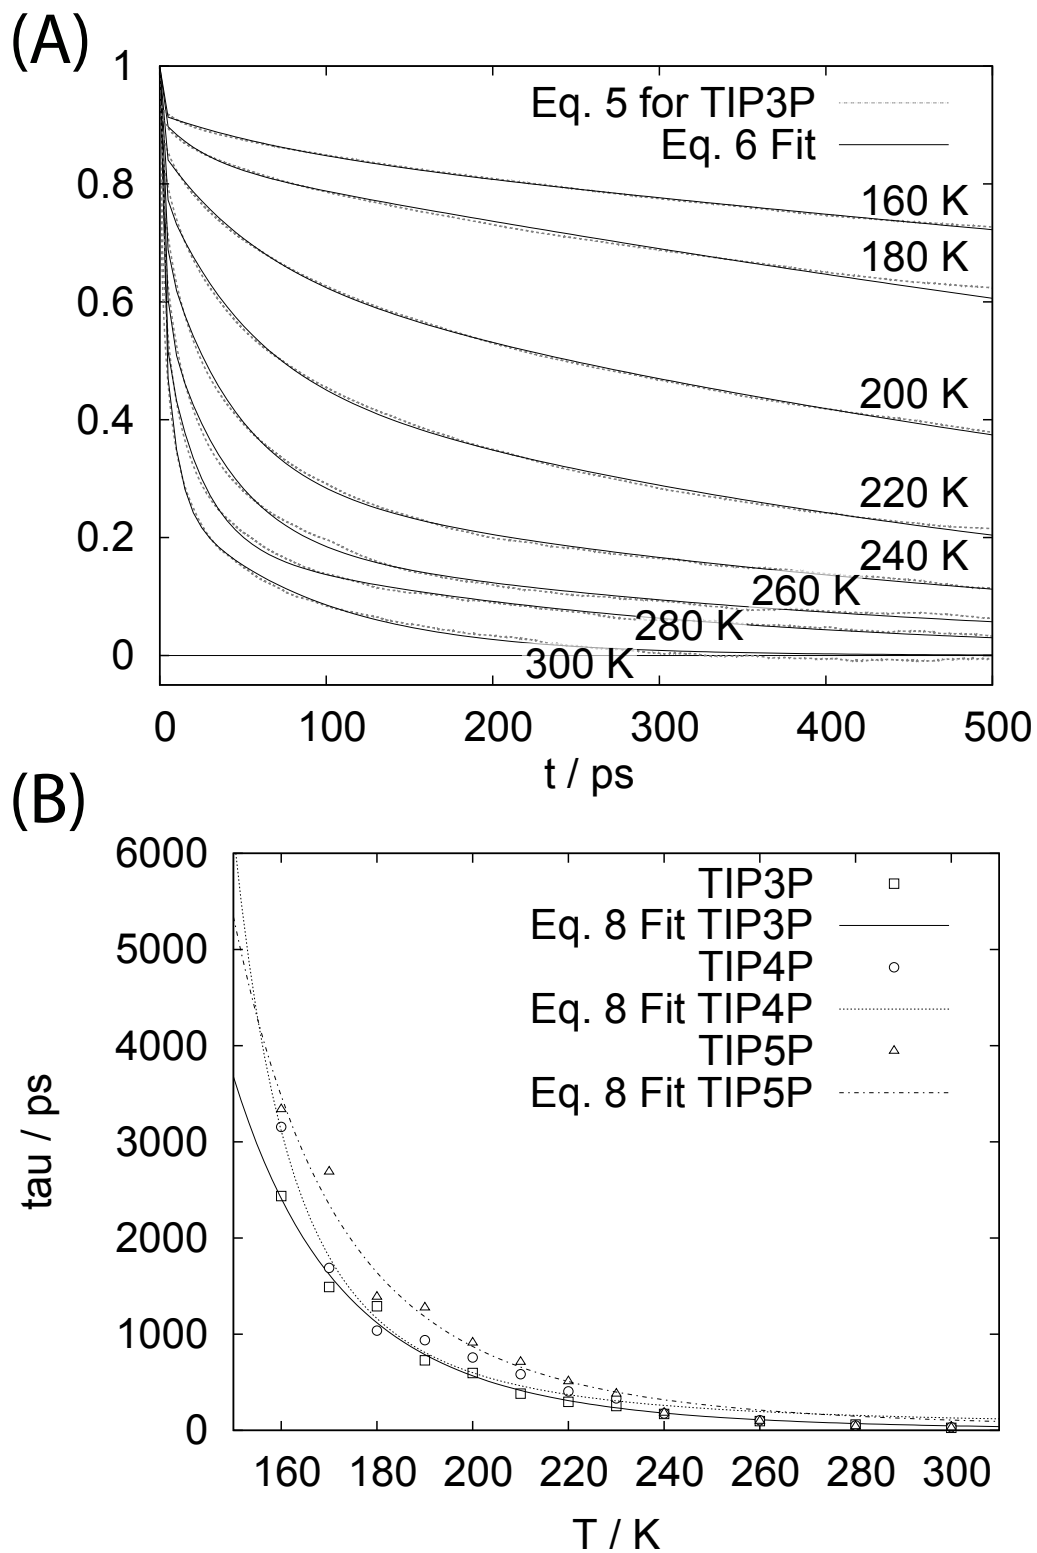 (A)
1
0.8
0.6
0.4
0.2
0
Eq. 5 for TIP3P
Eq. 6 Fit
160 K
180 K
200 K
220 K
240 K
260 K
280 K
300 K
0 100 200 300 400 500
t / ps
(B)
6000
5000
4000
3000
2000
1000
0
tau / ps
TIP3P
Eq. 8 Fit TIP3P
TIP4P
Eq. 8 Fit TIP4P
TIP5P
Eq. 8 Fit TIP5P
160 180 200 220 240 260 280 300
T / K